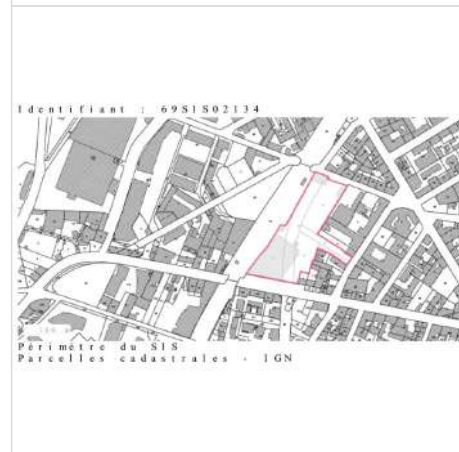 Identifiant : 69SIS02134
Périmètre du SIS
Parcelles cadastrales - IGN